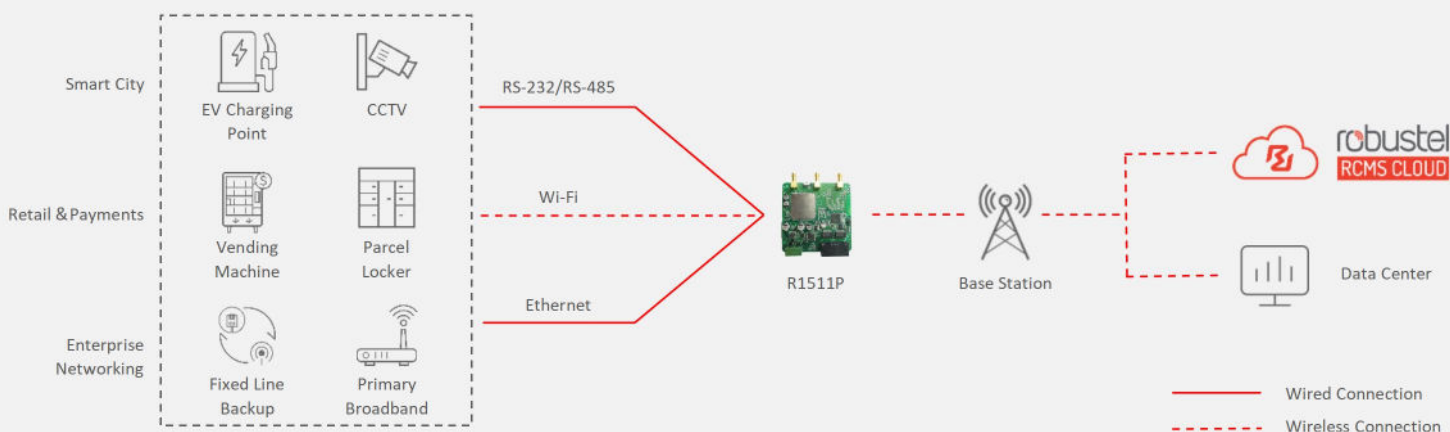 Smart City
EV Charging
Point
CCTV
RS-232/RS-485
Retail & Payments
Vending
Machine
Parcel
Locker
Wi-Fi
Enterprise
Networking
Fixed Line
Backup
Primary
Broadband
Ethernet
R1511P
Base Station
robustel
RCMS CLOUD
Data Center
Wired Connection
Wireless Connection